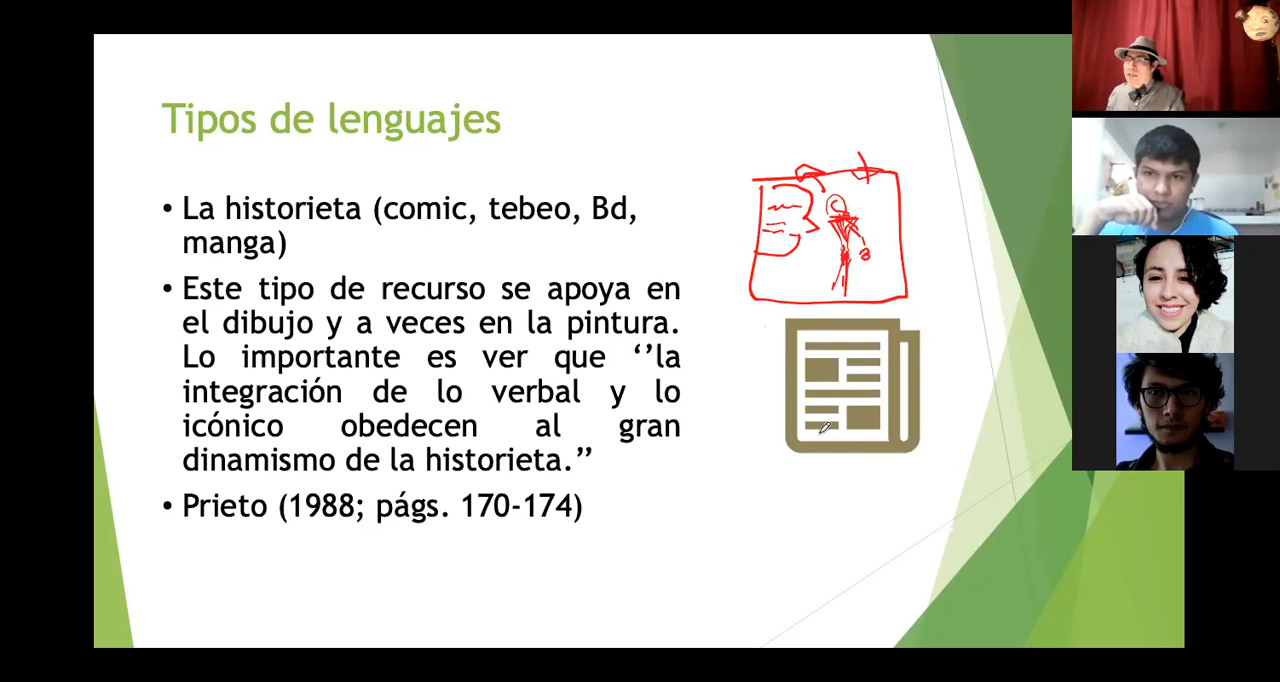 Tipos de lenguajes
• La historieta (comic, tebeo, Bd,
manga)
• Este tipo de recurso se apoya en
el dibujo y a veces en la pintura.
Lo importante es ver que ‘’la
integración de lo verbal y lo
icónico obedecen al gran
dinamismo de la historieta.’’
• Prieto (1988; págs. 170-174)